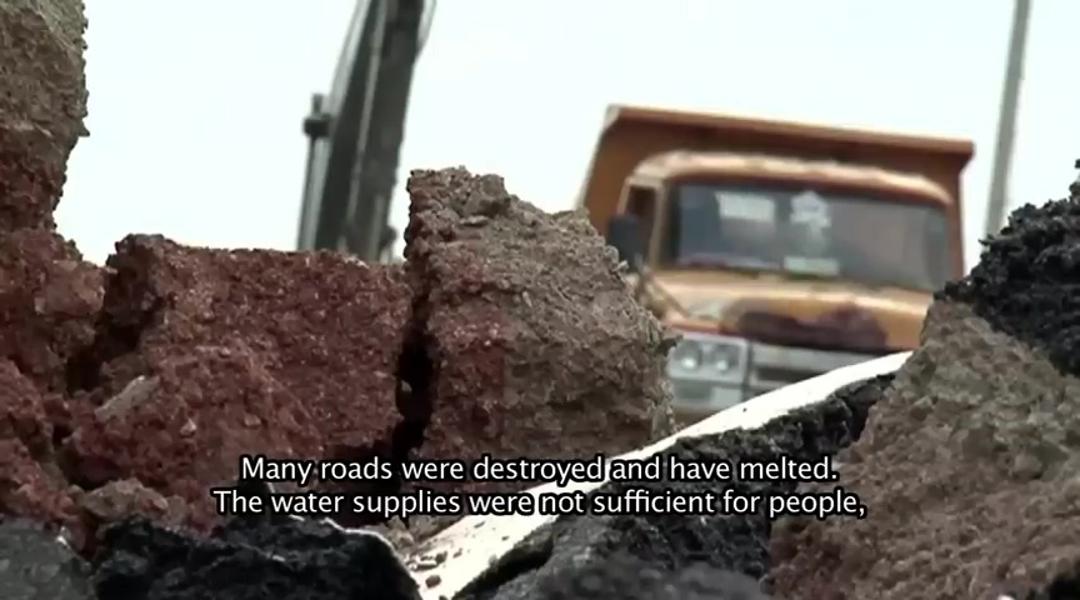 Many roads were destroyed and have melted.
The water supplies were not sufficient for people,